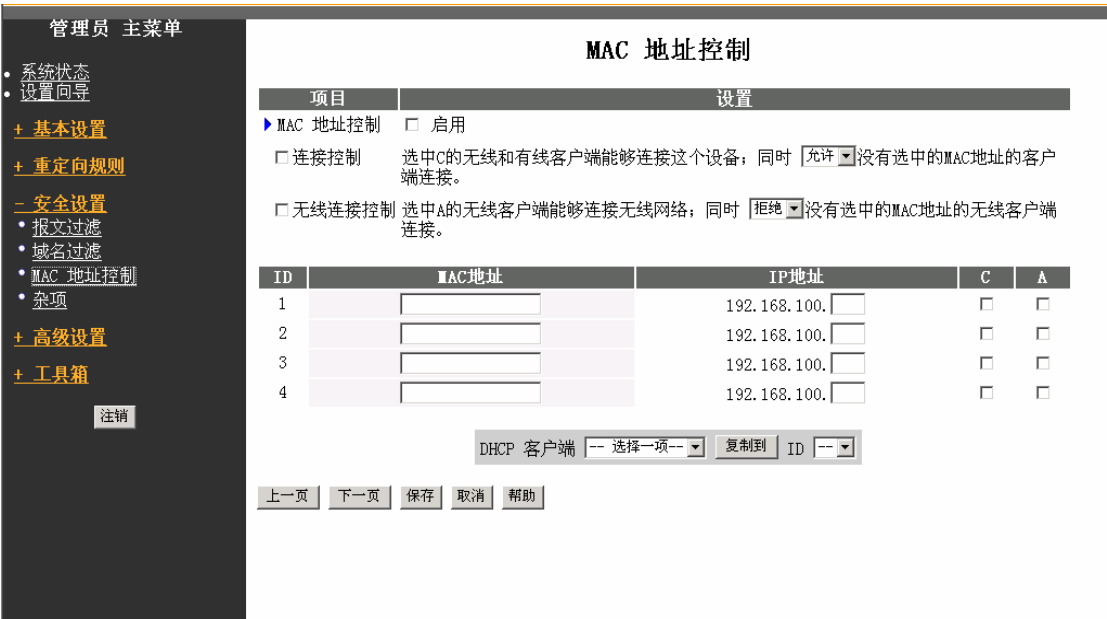 管理员 主菜单
系统状态
设置向导
+ 基本设置
+ 重定向规则
- 安全设置
报文过滤
域名过滤
MAC 地址控制
杂项
+ 高级设置
+ 工具箱
注销
MAC 地址控制
项目 设置
MAC 地址控制 启用
连接控制 选中C的无线和有线客户端能够连接这个设备；同时 允许 没有选中的MAC地址的客户
端连接。
无线连接控制 选中A的无线客户端能够连接无线网络；同时 拒绝 没有选中的MAC地址的无线客户端
连接。
ID MAC地址 IP地址 C A
1 192.168.100.
2 192.168.100.
3 192.168.100.
4 192.168.100.
DHCP 客户端 -- 选择一项-- 复制到 ID --
上一页 下一页 保存 取消 帮助